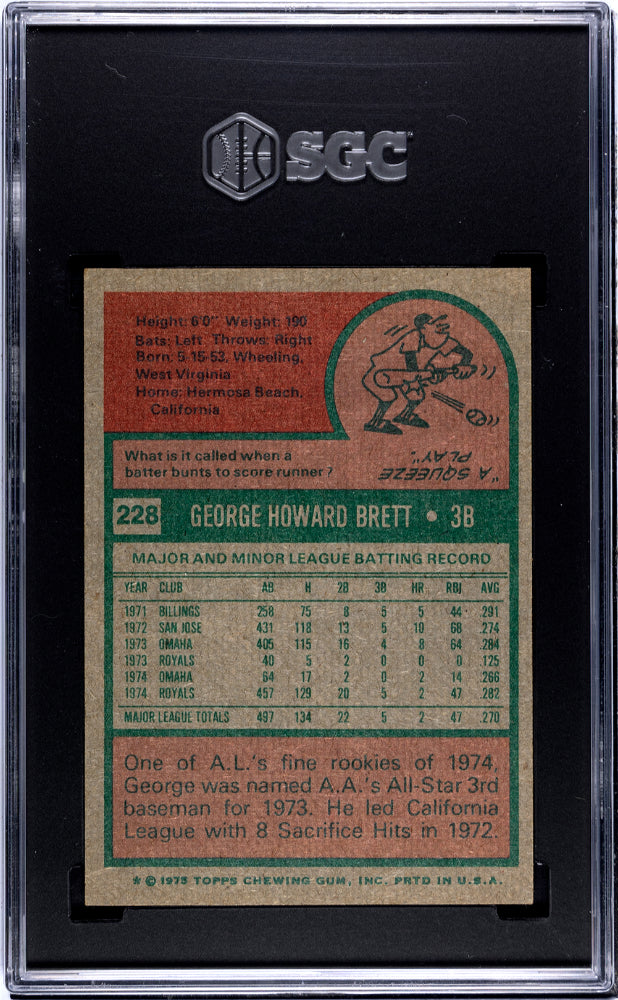 SGC
Height: 6'0" Weight: 190
Bats: Left Throws: Right
Born: 5-15-53, Wheeling,
West Virginia
Home: Hermosa Beach,
California
What is it called when a
batter bunts to score runner?
"A SQUEEZE
PLAY".
228 GEORGE HOWARD BRETT • 3B
MAJOR AND MINOR LEAGUE BATTING RECORD
YEAR CLUB AB H 2B 3B HR RBI AVG
1971 BILLINGS 258 75 8 5 5 44 .291
1972 SAN JOSE 431 118 13 5 10 68 .274
1973 OMAHA 405 115 16 4 8 64 .284
1973 ROYALS 40 5 2 0 0 0 .125
1974 OMAHA 64 17 2 0 2 14 .266
1974 ROYALS 457 129 20 5 2 47 .282
MAJOR LEAGUE TOTALS 497 134 22 5 2 47 .270
One of A.L.'s fine rookies of 1974,
George was named A.A.'s All-Star 3rd
baseman for 1973. He led California
League with 8 Sacrifice Hits in 1972.
* © 1975 TOPPS CHEWING GUM, INC. PRTD IN U.S.A.